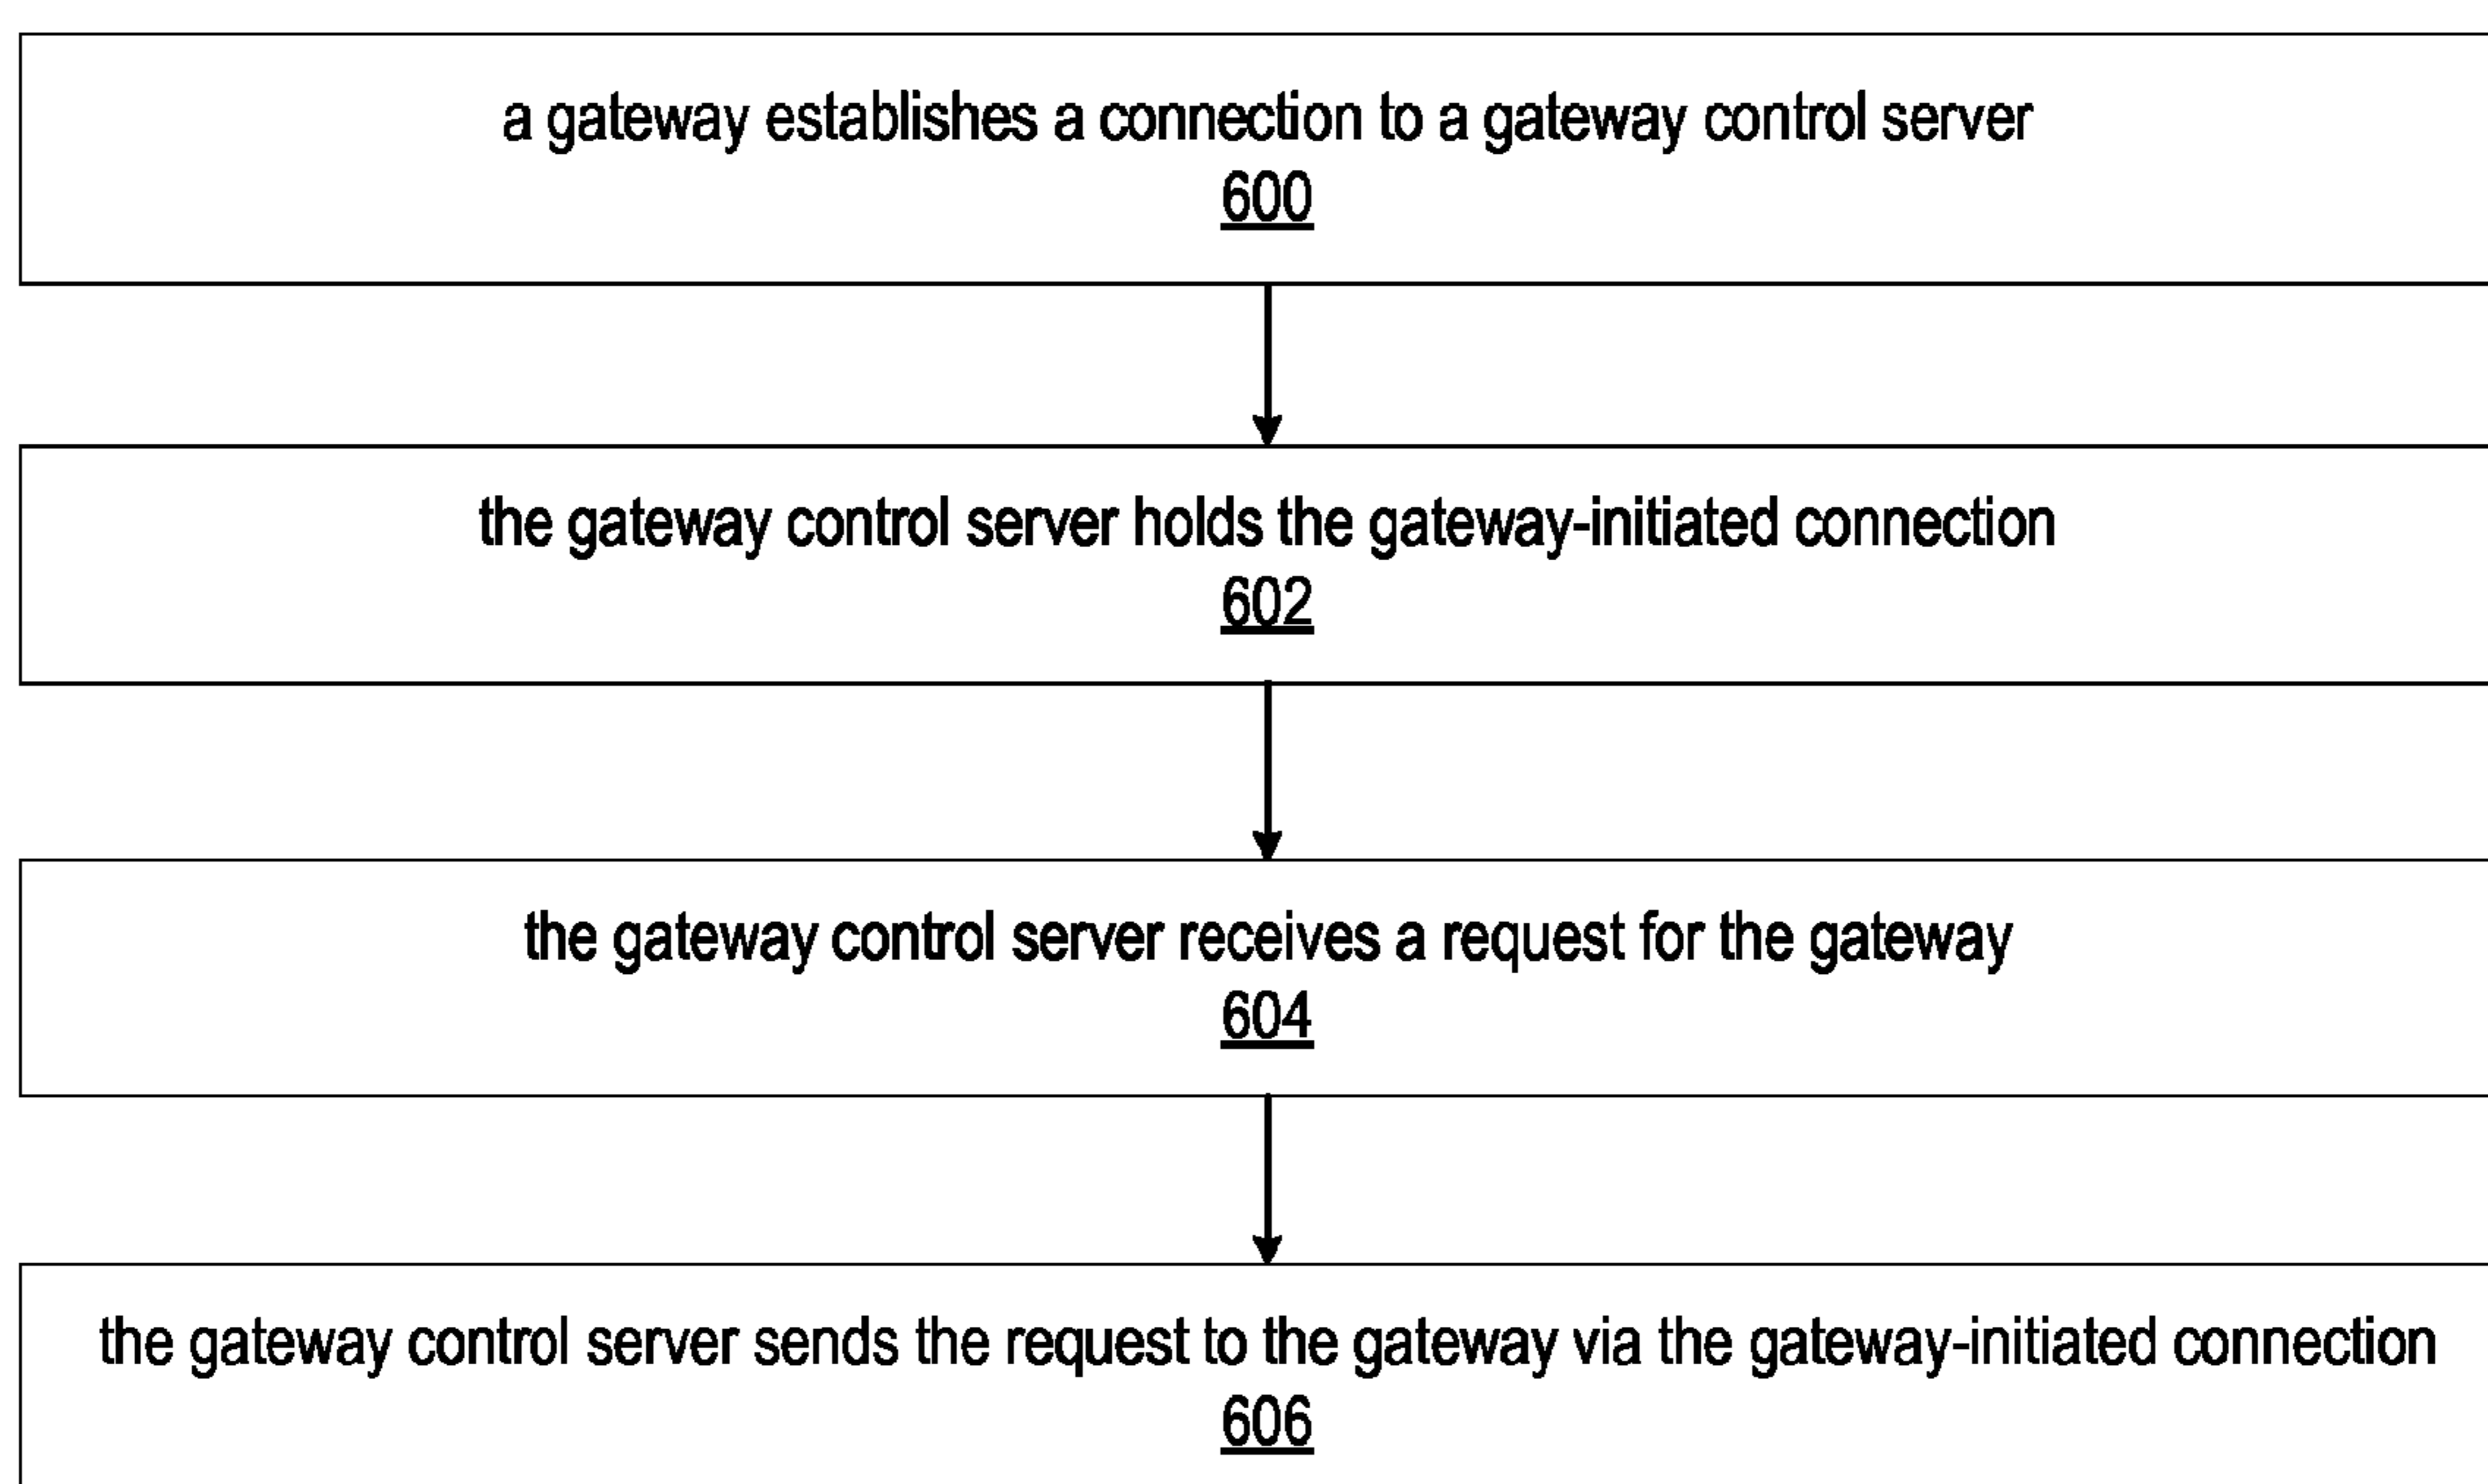 a gateway establishes a connection to a gateway control server
600
the gateway control server holds the gateway-initiated connection
602
the gateway control server receives a request for the gateway
604
the gateway control server sends the request to the gateway via the gateway-initiated connection
606